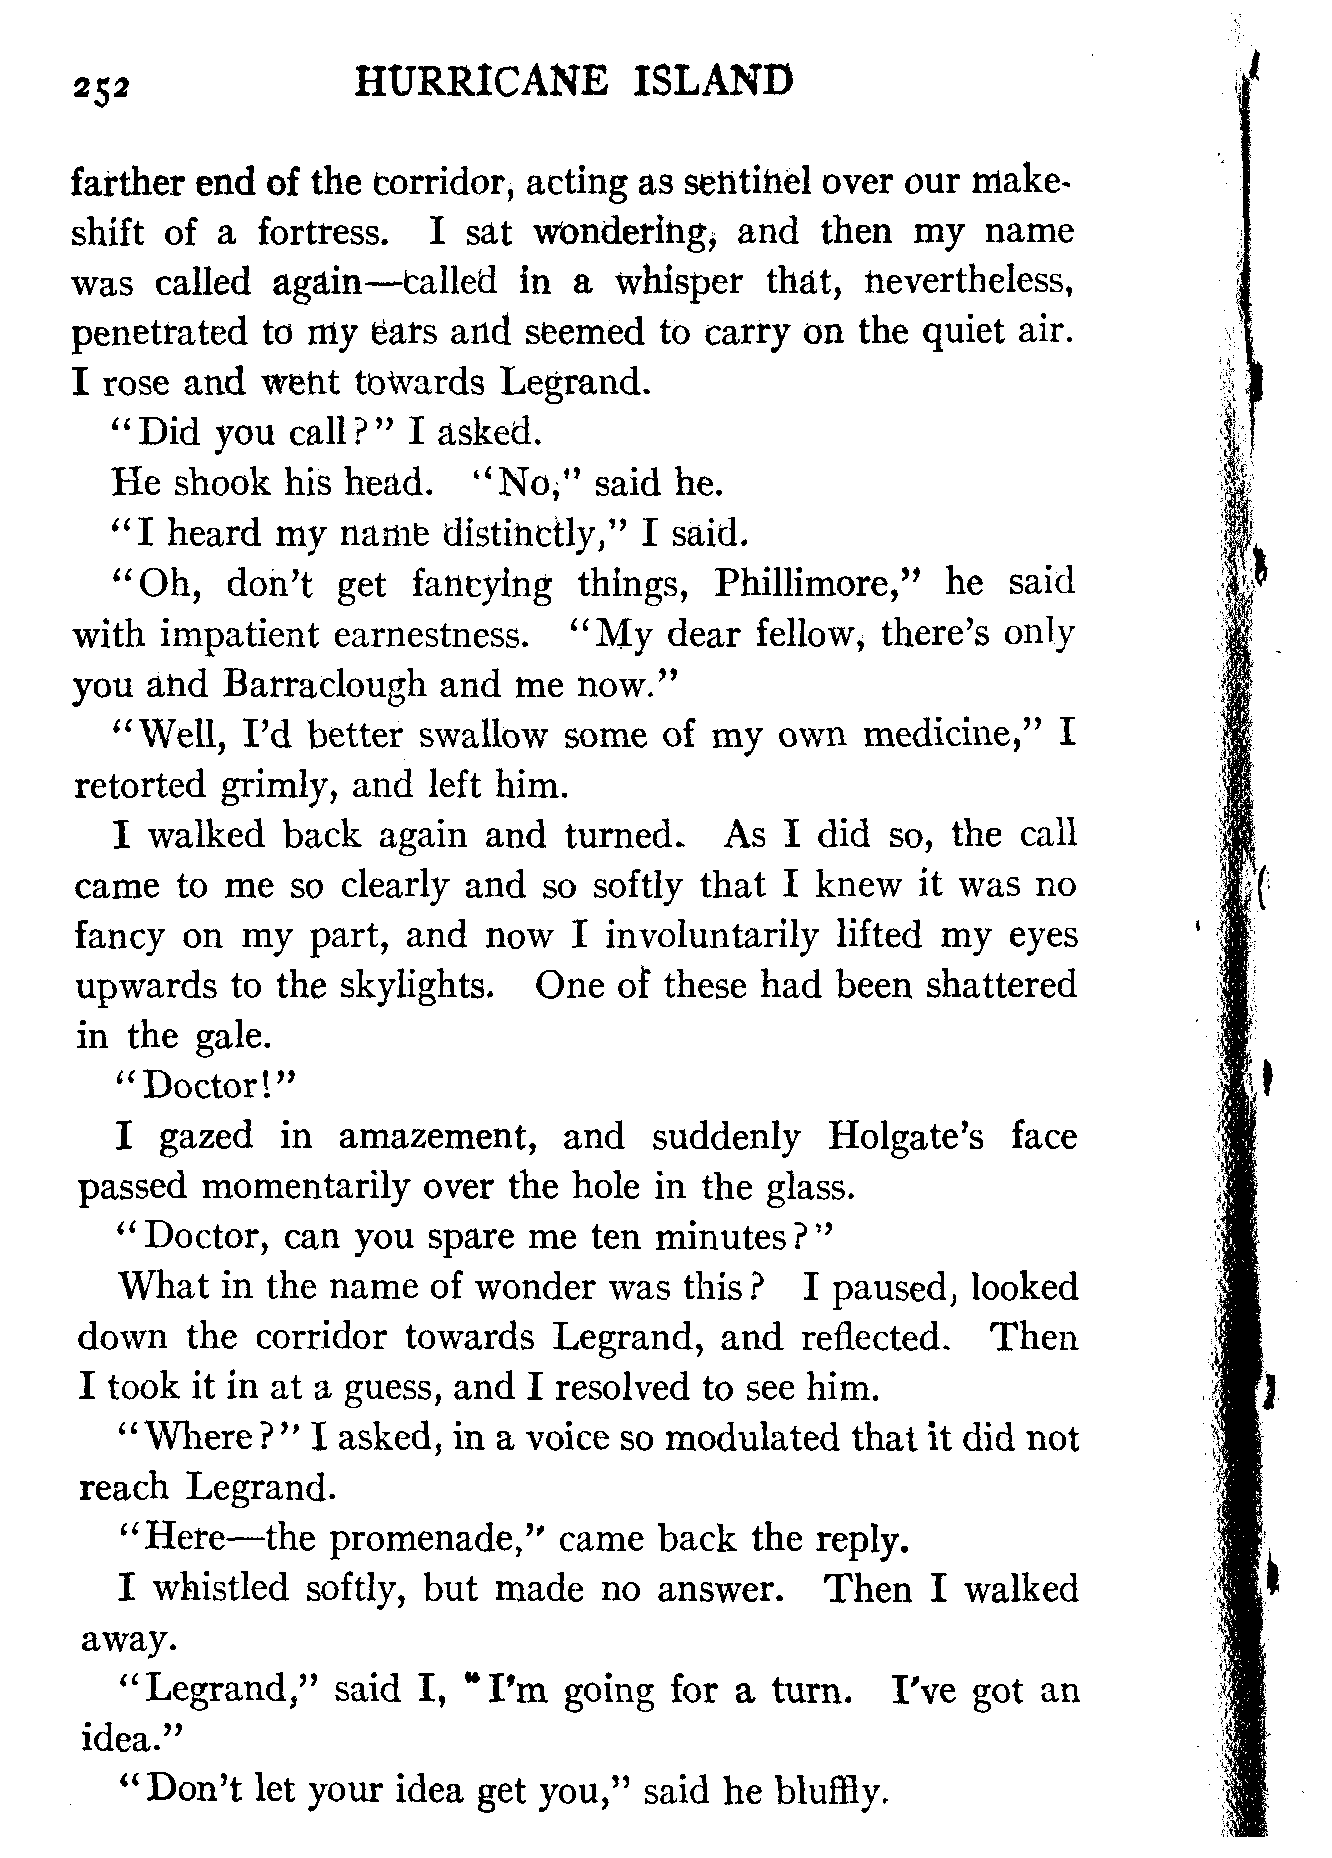 252 HURRICANE ISLAND
farther end of the corridor, acting as sentinel over our make-
shift of a fortress. I sat wondering, and then my name
was called again—called in a whisper that, nevertheless,
penetrated to my ears and seemed to carry on the quiet air.
I rose and went towards Legrand.
"Did you call?" I asked.
He shook his head. "No," said he.
"I heard my name distinctly," I said.
"Oh, don't get fancying things, Phillimore," he said
with impatient earnestness. "My dear fellow, there's only
you and Barraclough and me now."
"Well, I'd better swallow some of my own medicine," I
retorted grimly, and left him.
I walked back again and turned. As I did so, the call
came to me so clearly and so softly that I knew it was no
fancy on my part, and now I involuntarily lifted my eyes
upwards to the skylights. One of these had been shattered
in the gale.
"Doctor!"
I gazed in amazement, and suddenly Holgate's face
passed momentarily over the hole in the glass.
"Doctor, can you spare me ten minutes?"
What in the name of wonder was this? I paused, looked
down the corridor towards Legrand, and reflected. Then
I took it in at a guess, and I resolved to see him.
"Where?" I asked, in a voice so modulated that it did not
reach Legrand.
"Here—the promenade," came back the reply.
I whistled softly, but made no answer. Then I walked
away.
"Legrand," said I, "I'm going for a turn. I've got an
idea."
"Don't let your idea get you," said he bluffly.